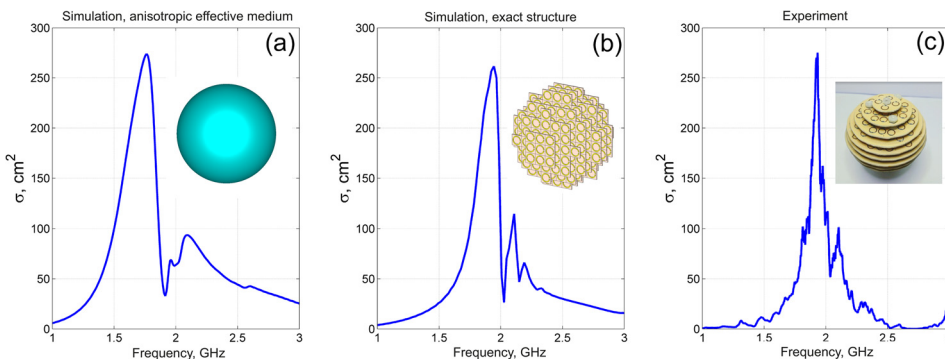 Simulation, anisotropic effective medium
(a)
300
250
200
150
100
50
0
σ, cm²
1
1.5
2
2.5
3
Frequency, GHz
Simulation, exact structure
(b)
300
250
200
150
100
50
0
σ, cm²
1
1.5
2
2.5
3
Frequency, GHz
Experiment
(c)
300
250
200
150
100
50
0
σ, cm²
1
1.5
2
2.5
Frequency, GHz